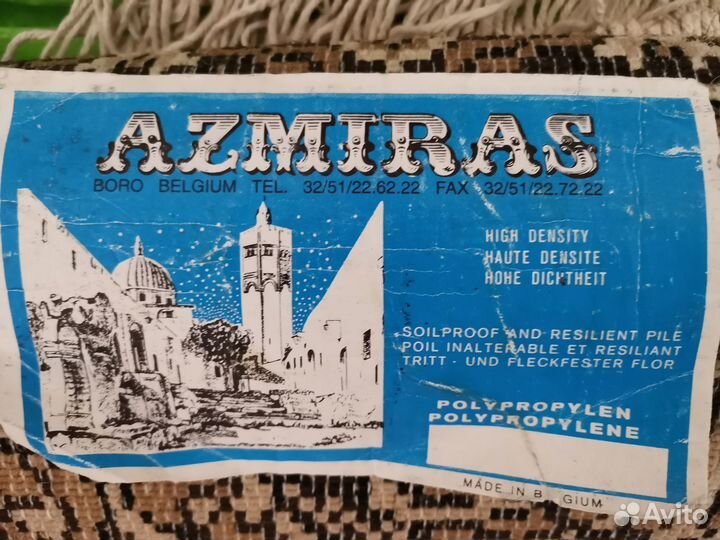 AZMIRAS
BORO BELGIUM TEL. 32/51/22.62.22 FAX 32/51/22.72.22
HIGH DENSITY
HAUTE DENSITE
HOHE DICHTHEIT
SOILPROOF AND RESILIENT PILE
POIL INALTERABLE ET RESILIANT
TRITT - UND FLECKFESTER FLOR
POLYPROPYLEN
POLYPROPYLENE
MADE IN B GIUM
Avito